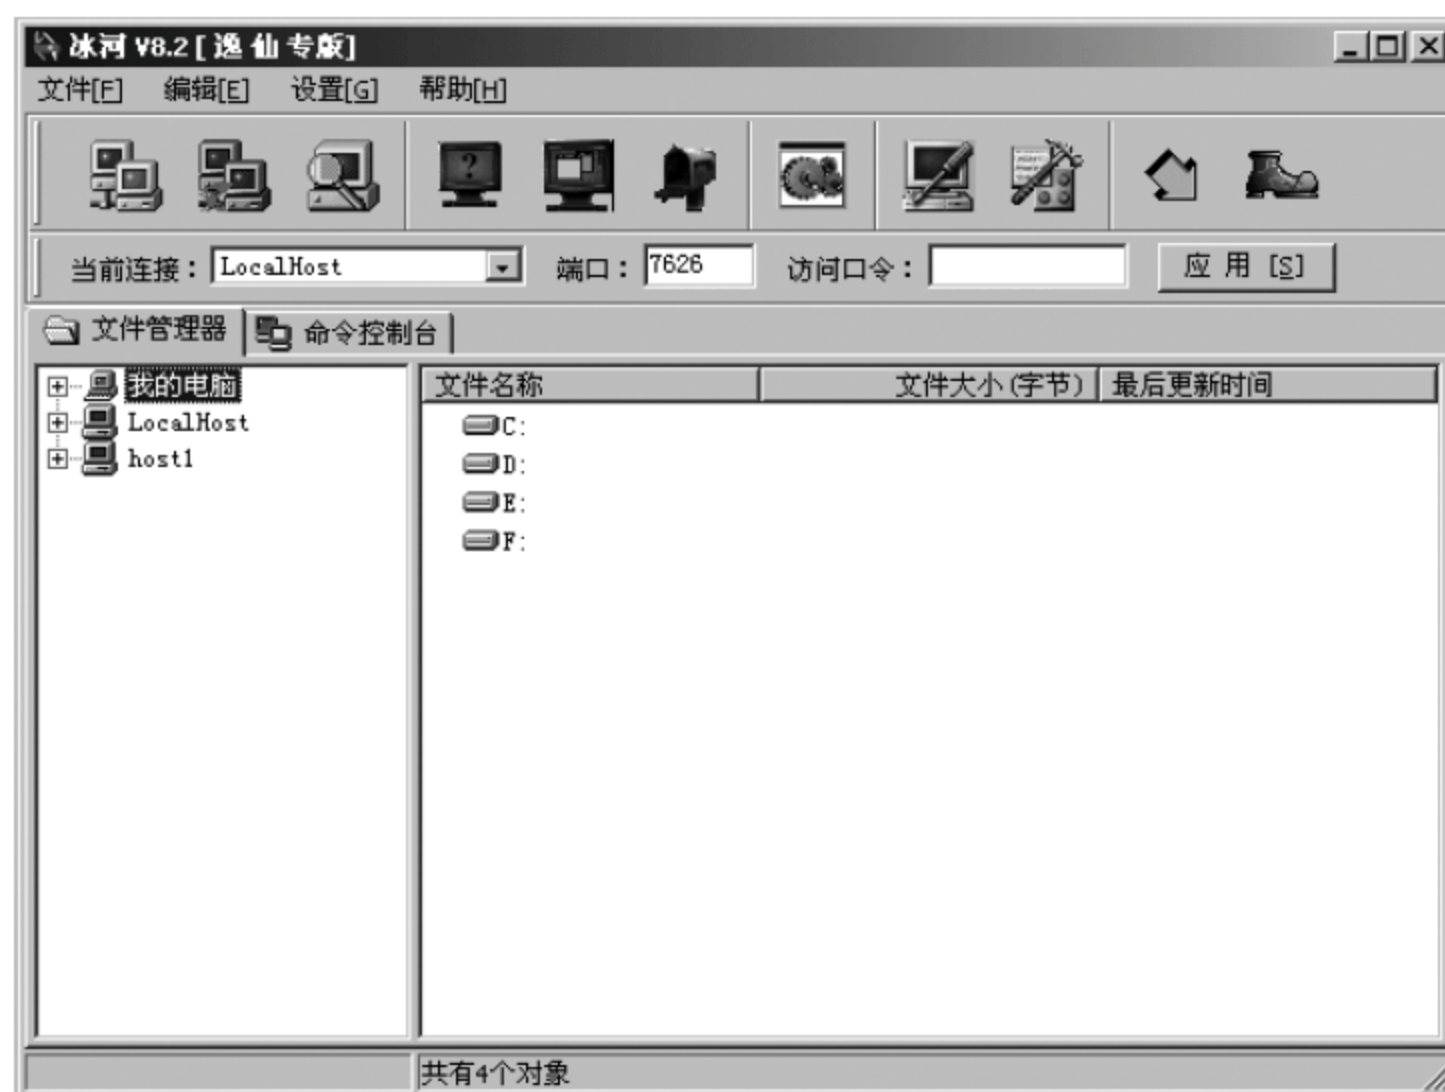 冰河 V8.2 [ 逸 仙 专版]
文件[F] 编辑[E] 设置[G] 帮助[H]
?
当前连接： LocalHost 端口： 7626 访问口令： 应 用 [S]
文件管理器 命令控制台
我的电脑 文件名称 文件大小(字节) 最后更新时间
LocalHost C:
host1 D:
E:
F:
共有4个对象